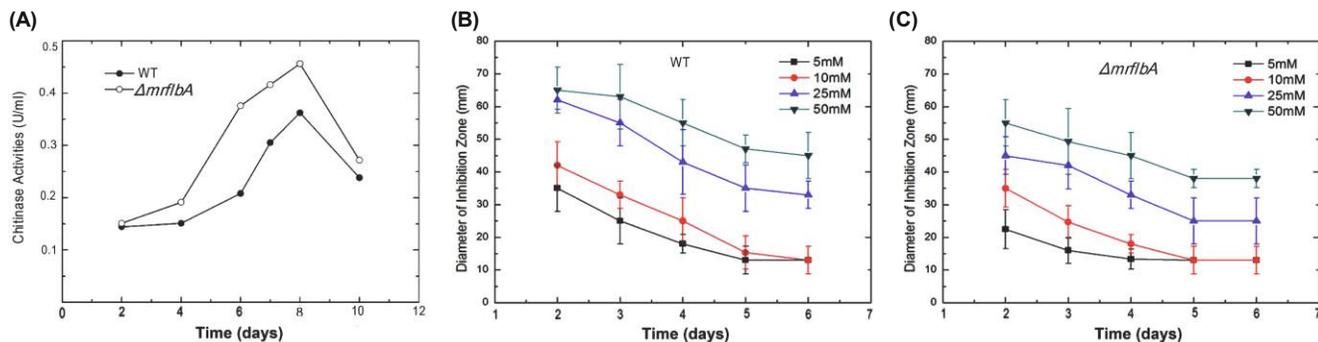 (A)
Chitinase Activities (U/ml)
0.5
0.4
0.3
0.2
0.1
WT
ΔmrflbA
0 2 4 6 8 10 12
Time (days)
(B)
Diameter of Inhibition Zone (mm)
80
70
60
50
40
30
20
10
0
WT
5mM
10mM
25mM
50mM
1 2 3 4 5 6 7
Time (days)
(C)
Diameter of Inhibition Zone (mm)
80
70
60
50
40
30
20
10
0
ΔmrflbA
5mM
10mM
25mM
50mM
1 2 3 4 5 6 7
Time (days)